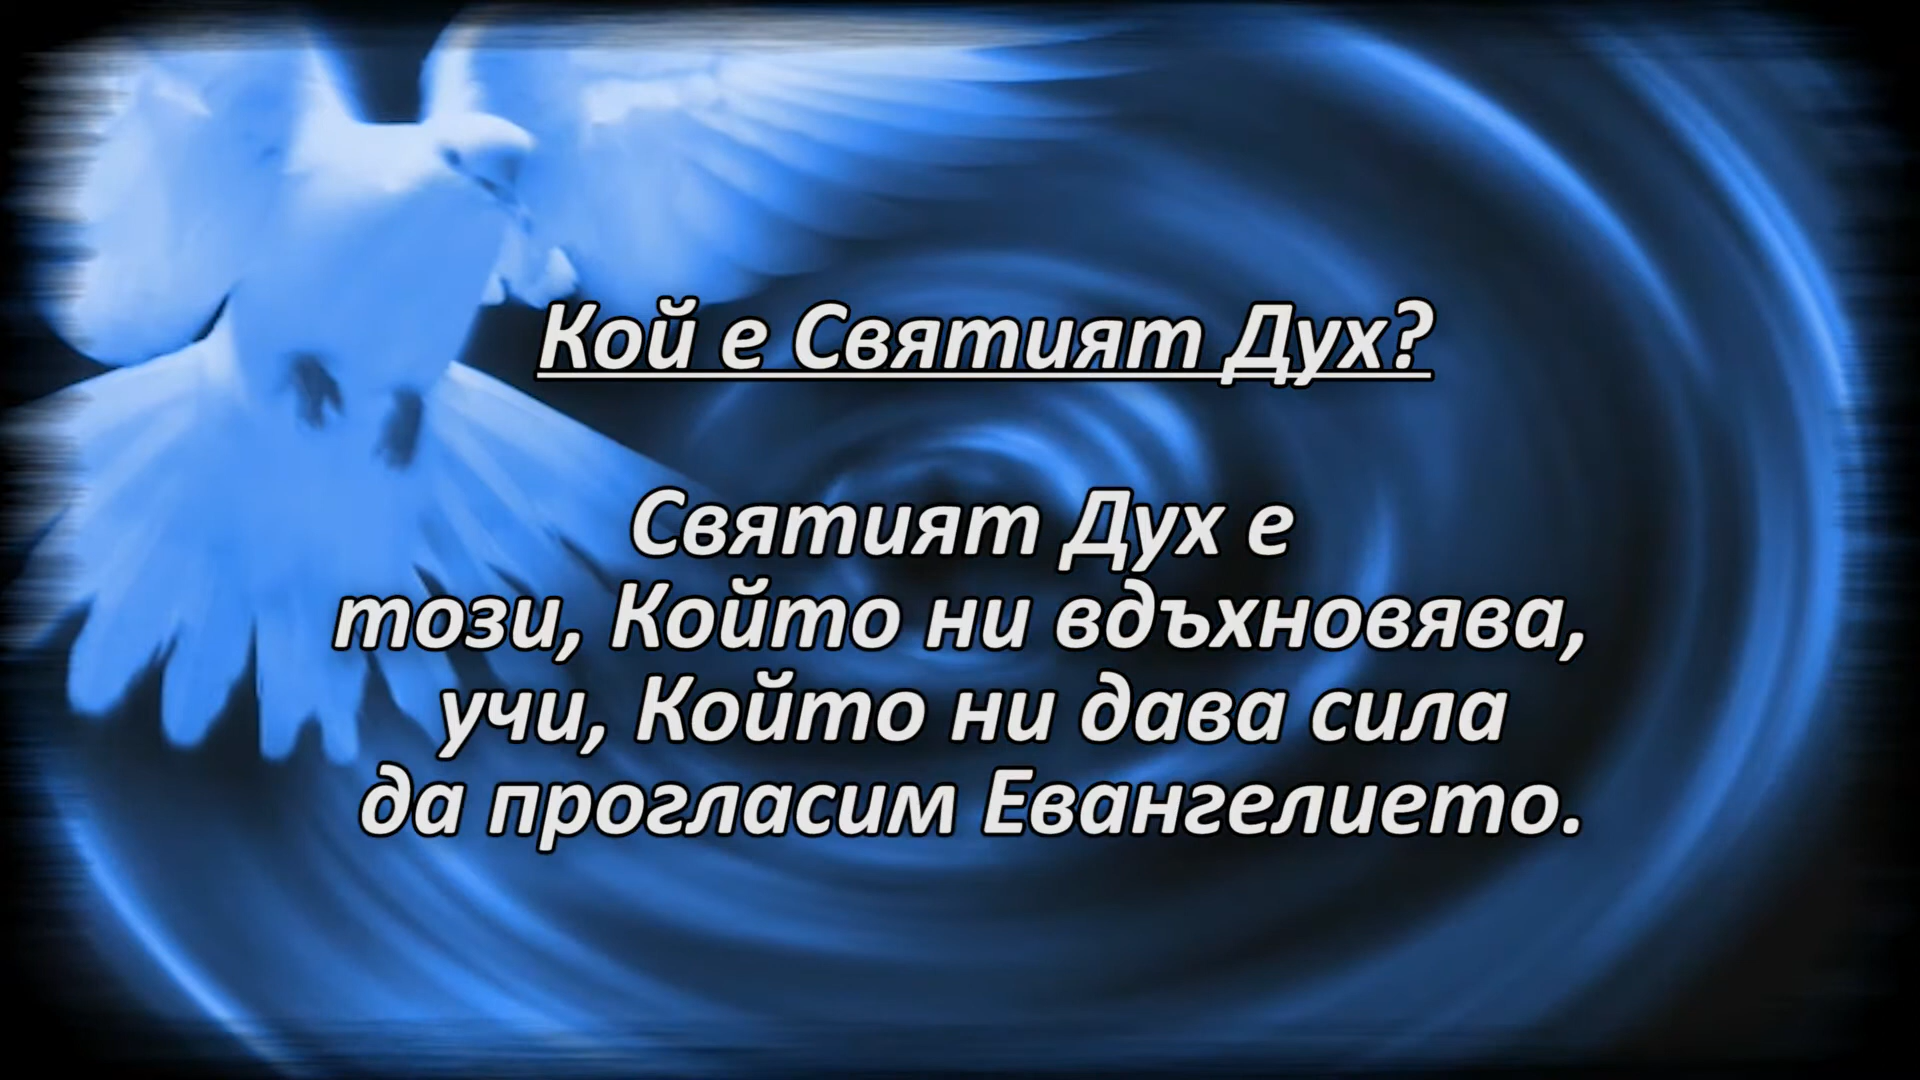 Кой е Святият Дух?
Святият Дух е
този, Който ни вдъхновява,
учи, Който ни дава сила
да прогласим Евангелието.